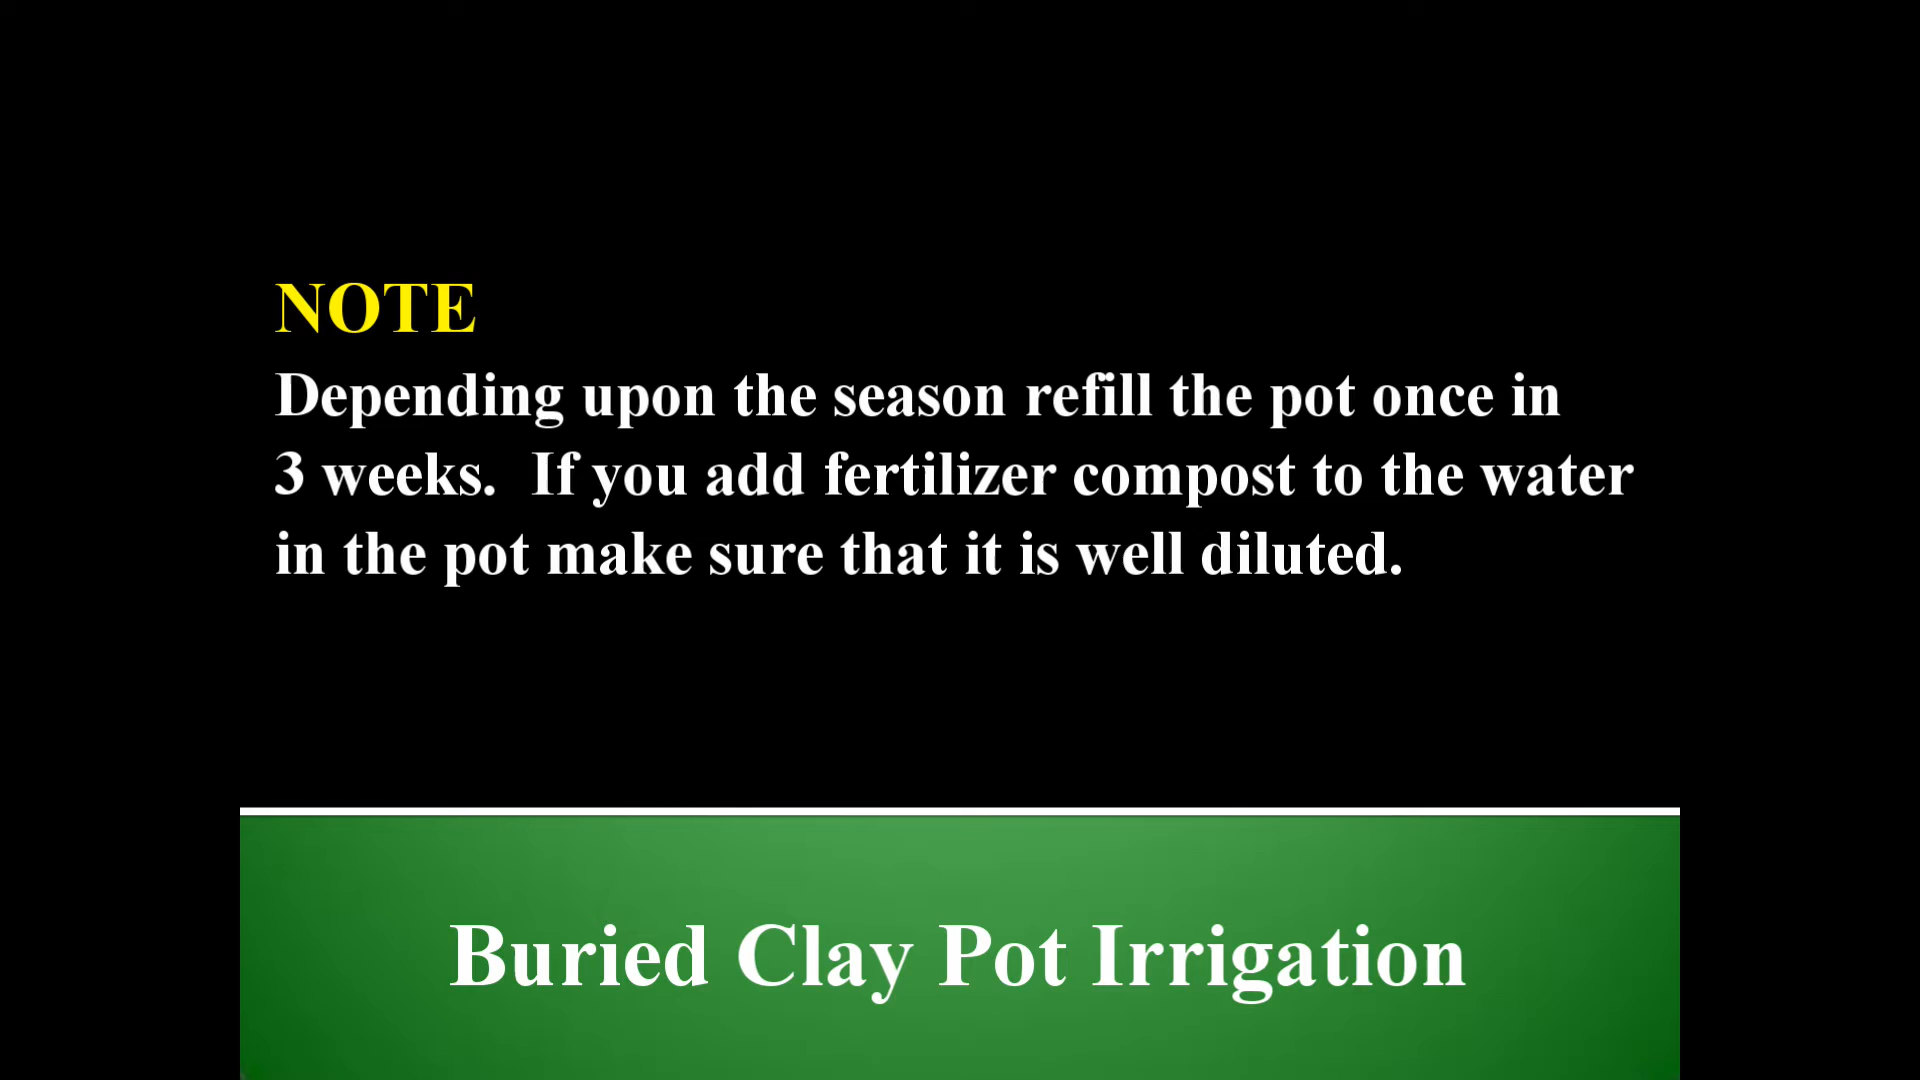 NOTE
Depending upon the season refill the pot once in
3 weeks.  If you add fertilizer compost to the water
in the pot make sure that it is well diluted.
Buried Clay Pot Irrigation